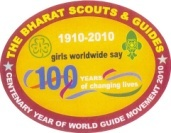 THE BHARAT SCOUTS & GUIDES
1910-2010
girls worldwide say
100 YEARS
of changing lives
CENTENARY YEAR OF WORLD GUIDE MOVEMENT 2010